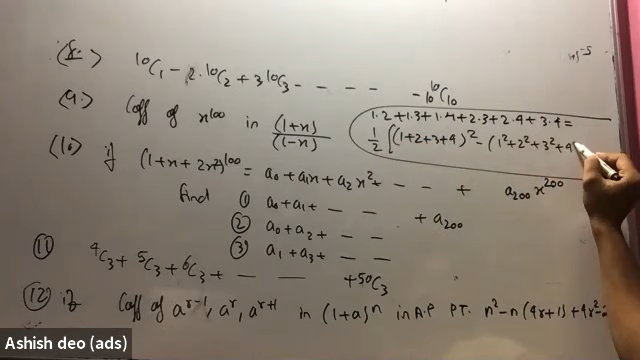 (8.) ¹⁰C₁ - 2.¹⁰C₂ + 3¹⁰C₃ - - - - - 10 ¹⁰C₁₀
(9.) Coff of x¹⁰⁰ in (1+x)/(1-x)
1.2+1.3+1.4+2.3+2.4+3.4=
1/2 [(1+2+3+4)² - (1²+2²+3²+4
(10) if (1+x+2x²)¹⁰⁰ = a₀+a₁x+a₂x²+ - - + a₂₀₀x²⁰⁰
find ① a₀+a₁+ - - + a₂₀₀
② a₀+a₂+ - -
③ a₁+a₃+ - -
⑪ ⁴C₃+ ⁵C₃+⁶C₃+ - - +⁵⁰C₃
⑫ if Coff of aʳ⁻¹, aʳ, aʳ⁺¹ in (1+a)ⁿ in A.P PT. n²-n(4r+1)+4r²-2
Ashish deo (ads)